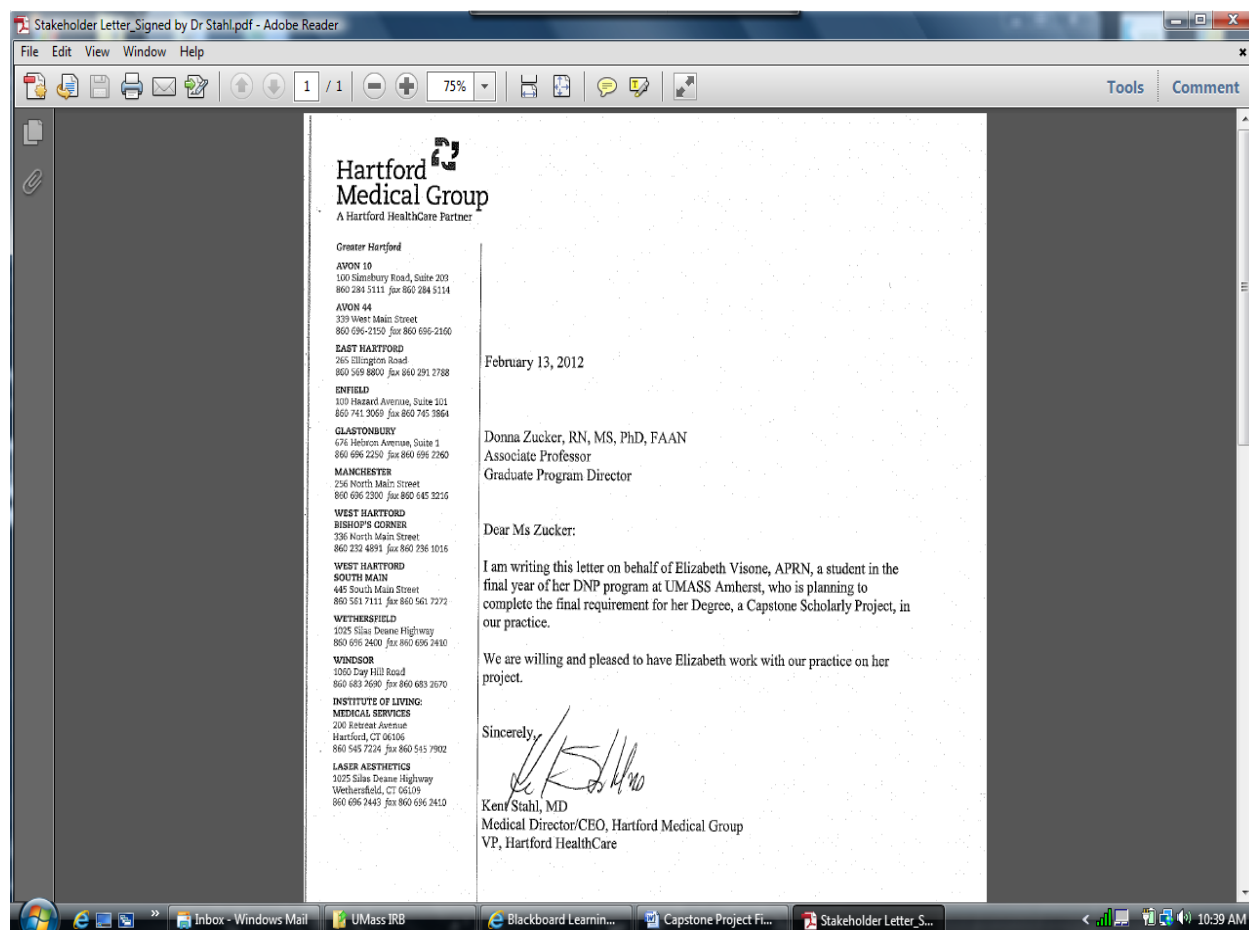 Stakeholder Letter_Signed by Dr Stahl.pdf - Adobe Reader
File Edit View Window Help
1 / 1 75% Tools Comment
Hartford
Medical Group
A Hartford HealthCare Partner
Greater Hartford
AVON 10
100 Simsbury Road, Suite 203
860 284 5111 fax 860 284 5114
AVON 44
339 West Main Street
860 696-2150 fax 860 696-2160
EAST HARTFORD
265 Ellington Road
860 569 8800 fax 860 291 2788
ENFIELD
100 Hazard Avenue, Suite 101
860 741 3069 fax 860 745 3864
GLASTONBURY
676 Hebron Avenue, Suite 1
860 696 2250 fax 860 696 2260
MANCHESTER
256 North Main Street
860 696 2300 fax 860 645 3216
WEST HARTFORD
BISHOP'S CORNER
336 North Main Street
860 232 4891 fax 860 236 1016
WEST HARTFORD
SOUTH MAIN
445 South Main Street
860 561 7111 fax 860 561 7272
WETHERSFIELD
1025 Silas Deane Highway
860 696 2400 fax 860 696 2410
WINDSOR
1060 Day Hill Road
860 683 2690 fax 860 683 2670
INSTITUTE OF LIVING:
MEDICAL SERVICES
200 Retreat Avenue
Hartford, CT 06106
860 545 7224 fax 860 545 7902
LASER AESTHETICS
1025 Silas Deane Highway
Wethersfield, CT 06109
860 696 2443 fax 860 696 2410
February 13, 2012
Donna Zucker, RN, MS, PhD, FAAN
Associate Professor
Graduate Program Director
Dear Ms Zucker:
I am writing this letter on behalf of Elizabeth Visone, APRN, a student in the
final year of her DNP program at UMASS Amherst, who is planning to
complete the final requirement for her Degree, a Capstone Scholarly Project, in
our practice.
We are willing and pleased to have Elizabeth work with our practice on her
project.
Sincerely,
Kent Stahl, MD
Medical Director/CEO, Hartford Medical Group
VP, Hartford HealthCare
Inbox - Windows Mail UMass IRB Blackboard Learnin... Capstone Project Fi... Stakeholder Letter_S... 10:39 AM